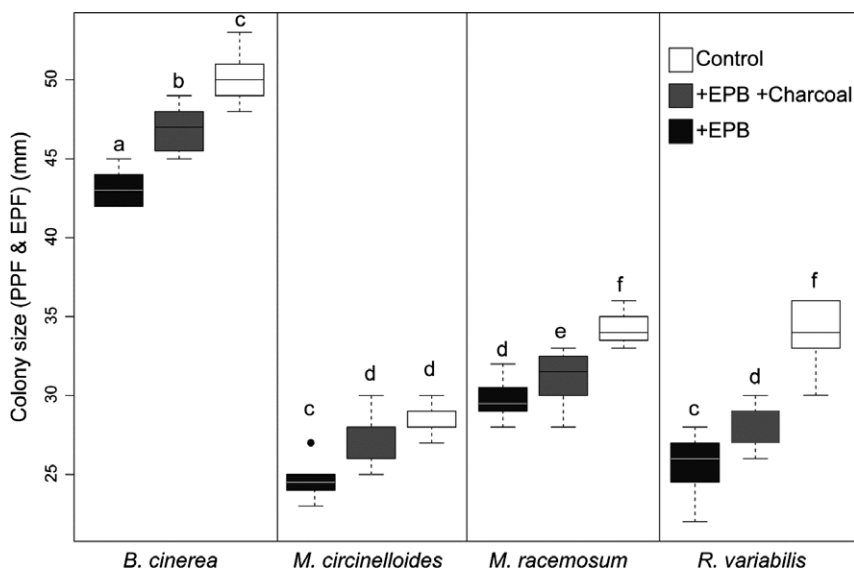 Colony size (PPF & EPF) (mm)
50
45
40
35
30
25
a
b
c
c
d
d
d
e
f
c
d
f
Control
+EPB +Charcoal
+EPB
B. cinerea
M. circinelloides
M. racemosum
R. variabilis